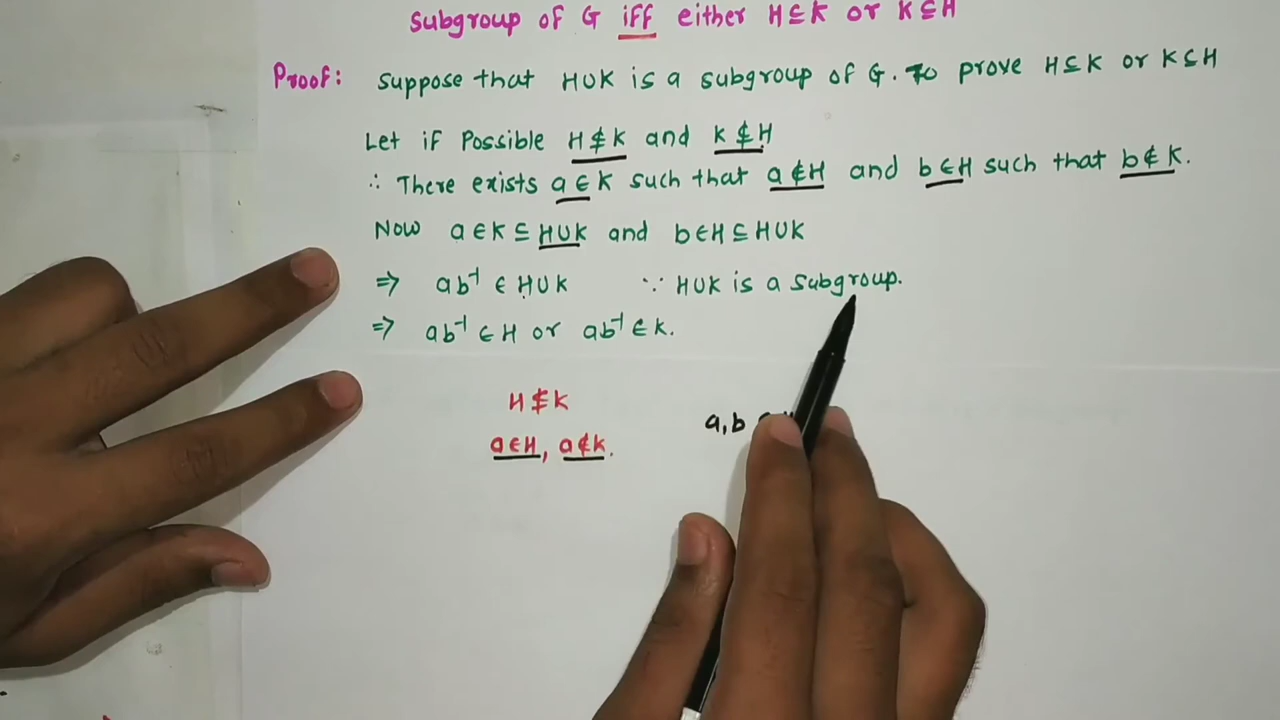 Subgroup of G iff either H⊆K or K⊆H
Proof: Suppose that H∪K is a subgroup of G. To prove H⊆K or K⊆H
Let if Possible H⊈K and K⊈H
∴ There exists a∈K such that a∉H and b∈H such that b∉K.
Now a∈K⊆H∪K and b∈H⊆H∪K
⇒ ab⁻¹ ∈ H∪K ∵ H∪K is a Subgroup.
⇒ ab⁻¹ ∈ H or ab⁻¹ ∈ K.
H⊈K
a∈H, a∉K.
a,b